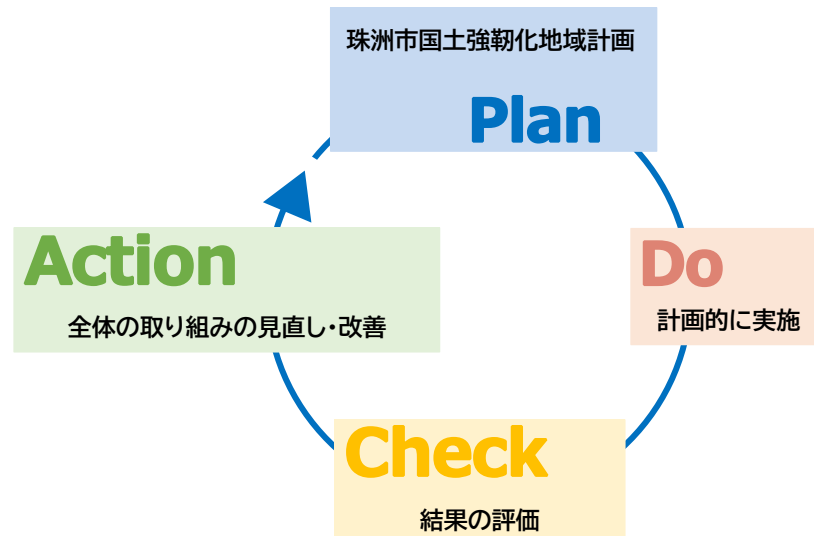 珠洲市国土強靭化地域計画
Plan
Do
計画的に実施
Check
結果の評価
Action
全体の取り組みの見直し・改善